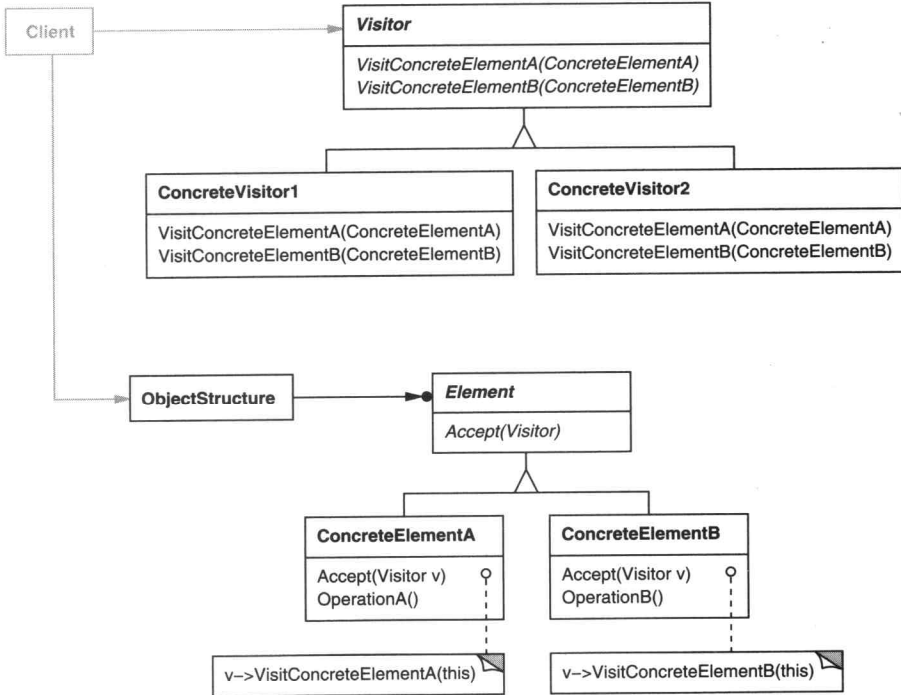 Client
Visitor
VisitConcreteElementA(ConcreteElementA)
VisitConcreteElementB(ConcreteElementB)
ConcreteVisitor1
VisitConcreteElementA(ConcreteElementA)
VisitConcreteElementB(ConcreteElementB)
ConcreteVisitor2
VisitConcreteElementA(ConcreteElementA)
VisitConcreteElementB(ConcreteElementB)
ObjectStructure
Element
Accept(Visitor)
ConcreteElementA
Accept(Visitor v)
OperationA()
ConcreteElementB
Accept(Visitor v)
OperationB()
v–>VisitConcreteElementA(this)
v–>VisitConcreteElementB(this)